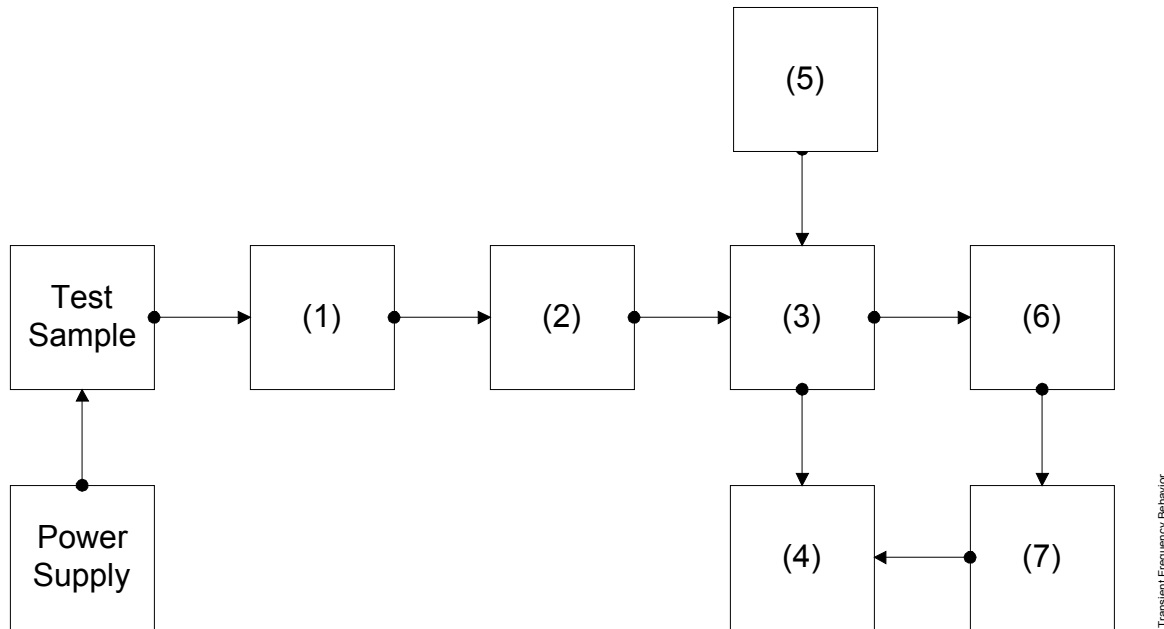 (5)
Test
Sample
(1)
(2)
(3)
(6)
Power
Supply
(4)
(7)
Transient Frequency Behavior